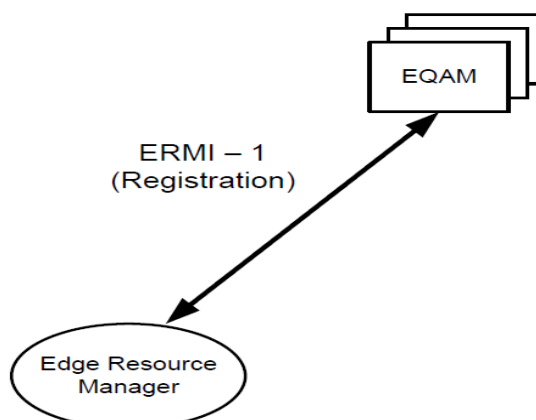 EQAM
ERMI – 1
(Registration)
Edge Resource
Manager